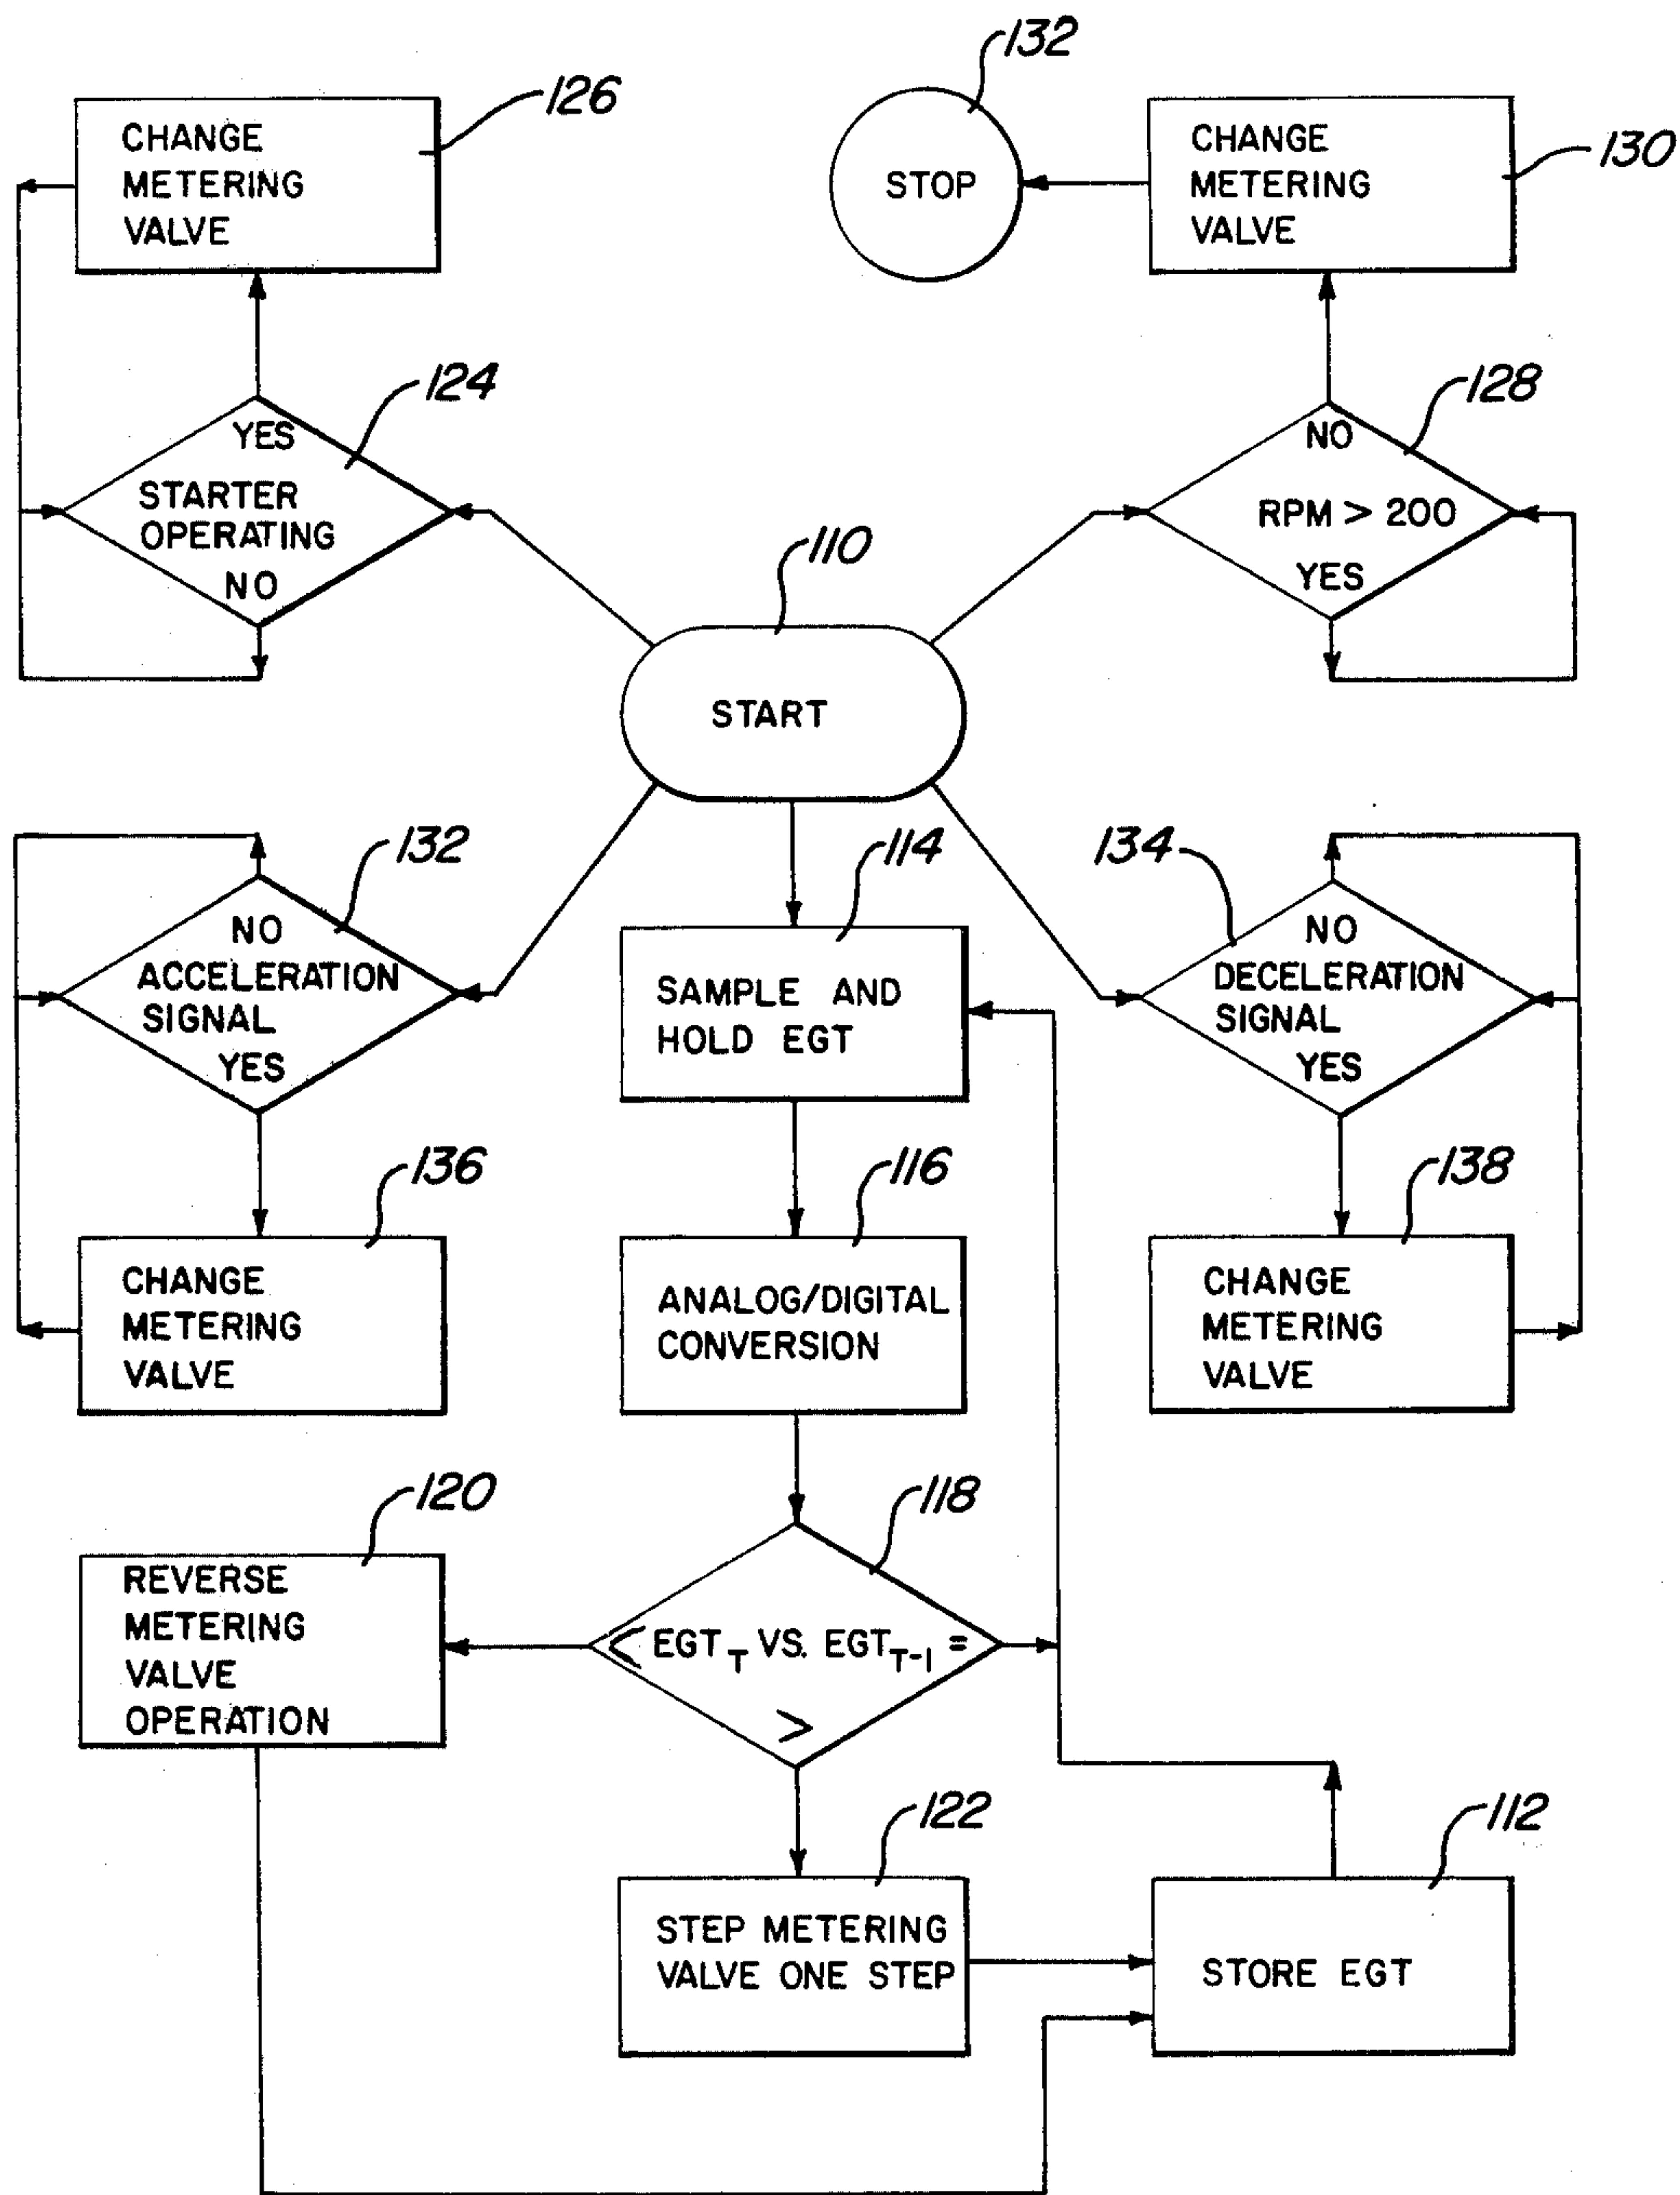 132
126
CHANGE
METERING
VALVE
STOP
CHANGE
METERING
VALVE
130
124
YES
STARTER
OPERATING
NO
128
NO
RPM > 200
YES
110
START
132
NO
ACCELERATION
SIGNAL
YES
114
SAMPLE AND
HOLD EGT
134
NO
DECELERATION
SIGNAL
YES
136
CHANGE
METERING
VALVE
116
ANALOG/DIGITAL
CONVERSION
138
CHANGE
METERING
VALVE
120
REVERSE
METERING
VALVE
OPERATION
118
< EGT_T VS. EGT_T-1 =
>
122
STEP METERING
VALVE ONE STEP
112
STORE EGT